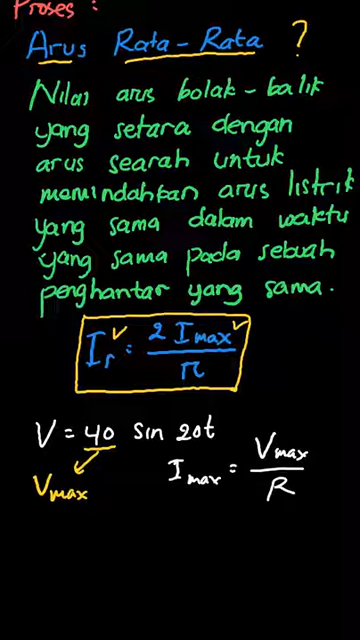 Proses :
Arus Rata-Rata ?
Nilai arus bolak-balik
yang setara dengan
arus searah untuk
memindahkan arus listrik
yang sama dalam waktu
yang sama pada sebuah
penghantar yang sama.
Ir = 2 Imax / π
V = 40 sin 20t
Vmax
Imax = Vmax / R